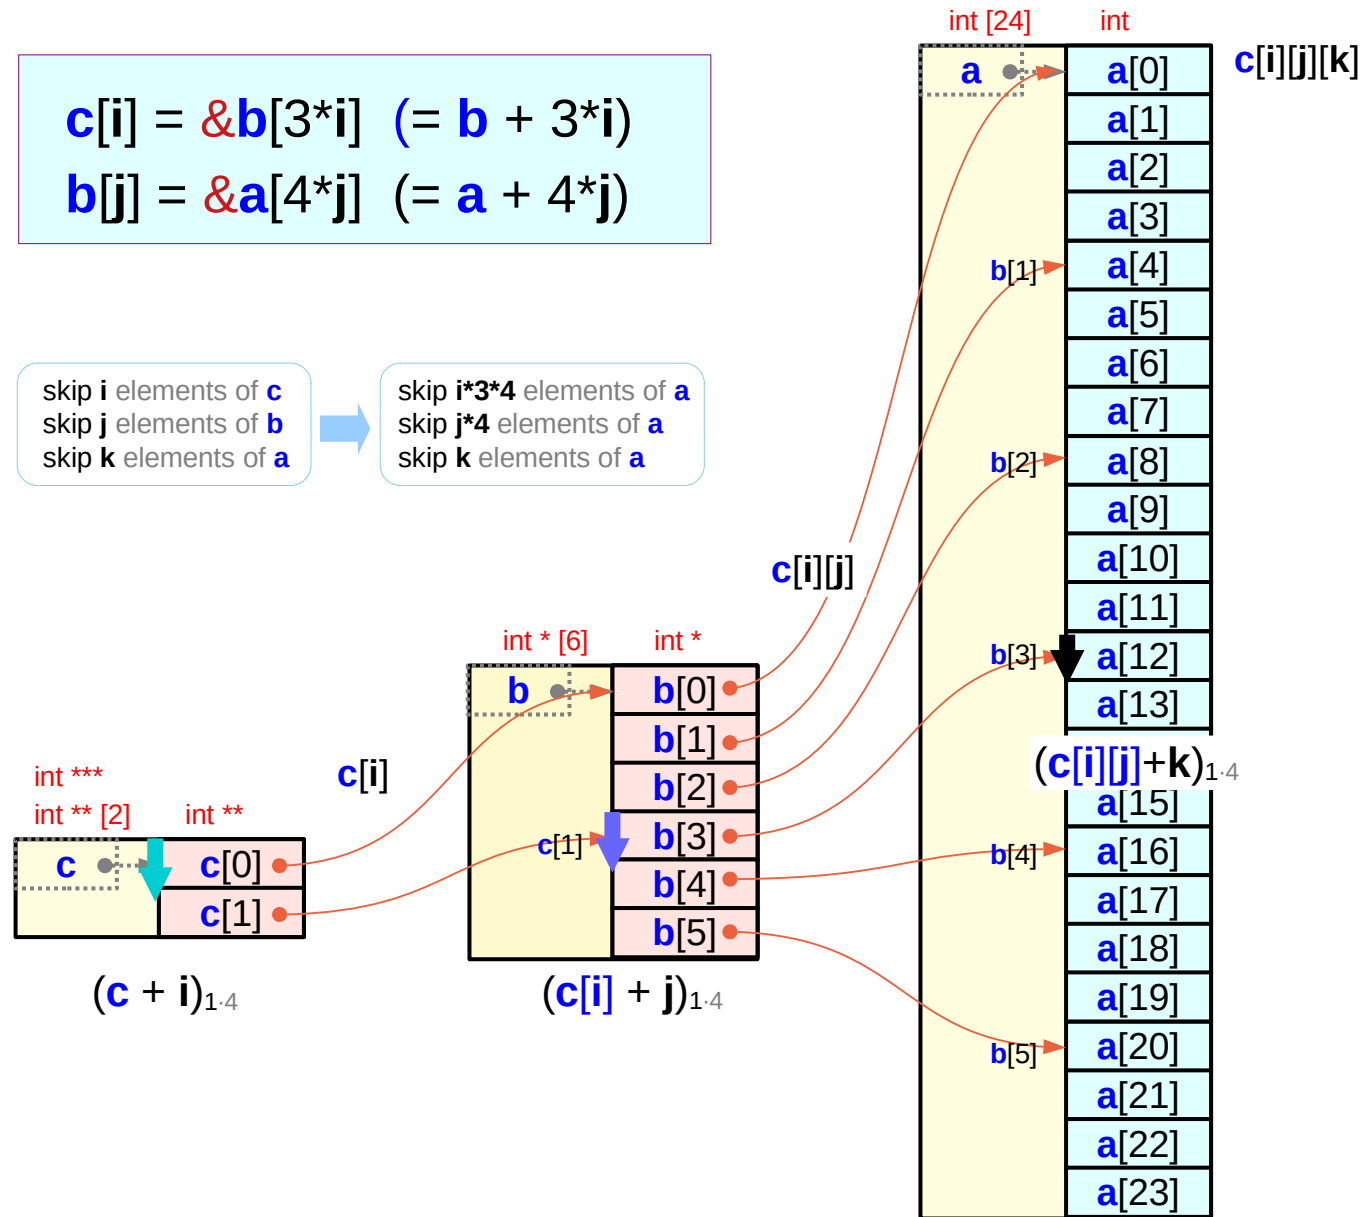 int [24] int
c[i][j][k]
c[i] = &b[3*i] (= b + 3*i)
b[j] = &a[4*j] (= a + 4*j)
skip i elements of c
skip j elements of b
skip k elements of a
skip i*3*4 elements of a
skip j*4 elements of a
skip k elements of a
int ***
int ** [2] int **
c
c[0]
c[1]
(c + i)1·4
c[i]
int * [6] int *
b
b[0]
b[1]
b[2]
c[1]
b[3]
b[4]
b[5]
(c[i] + j)1·4
c[i][j]
a
a[0]
a[1]
a[2]
a[3]
b[1]
a[4]
a[5]
a[6]
a[7]
b[2]
a[8]
a[9]
a[10]
a[11]
b[3]
a[12]
a[13]
(c[i][j]+k)1·4
a[15]
b[4]
a[16]
a[17]
a[18]
a[19]
b[5]
a[20]
a[21]
a[22]
a[23]